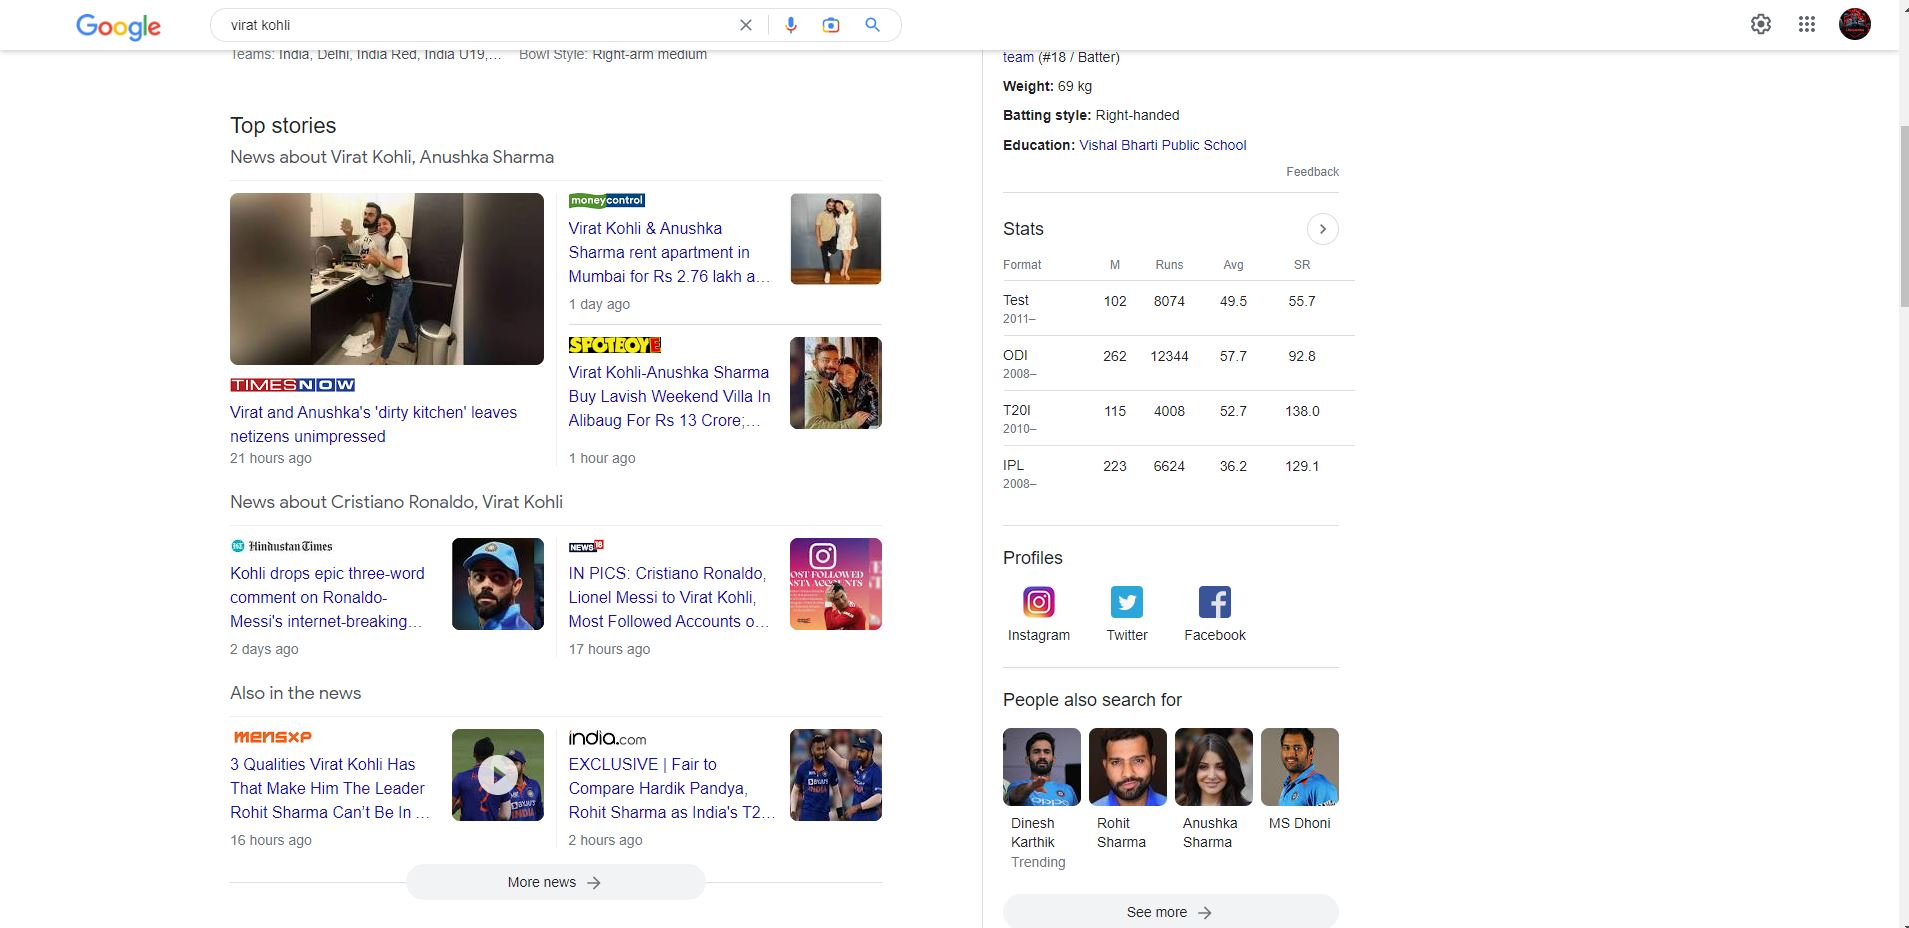 Google
virat kohli
Teams: India, Delhi, India Red, India U19,...
Bowl Style: Right-arm medium
Top stories
News about Virat Kohli, Anushka Sharma
TIMES NOW
Virat and Anushka's 'dirty kitchen' leaves
netizens unimpressed
21 hours ago
moneycontrol
Virat Kohli & Anushka
Sharma rent apartment in
Mumbai for Rs 2.76 lakh a...
1 day ago
SPOTBOYE
Virat Kohli-Anushka Sharma
Buy Lavish Weekend Villa In
Alibaug For Rs 13 Crore;...
1 hour ago
News about Cristiano Ronaldo, Virat Kohli
HT Hindustan Times
Kohli drops epic three-word
comment on Ronaldo-
Messi's internet-breaking...
2 days ago
NEWS18
IN PICS: Cristiano Ronaldo,
Lionel Messi to Virat Kohli,
Most Followed Accounts o...
17 hours ago
MOST FOLLOWED
INSTA ACCOUNTS
Also in the news
mensxp
3 Qualities Virat Kohli Has
That Make Him The Leader
Rohit Sharma Can't Be In ...
16 hours ago
india.com
EXCLUSIVE | Fair to
Compare Hardik Pandya,
Rohit Sharma as India's T2...
2 hours ago
More news
team (#18 / Batter)
Weight: 69 kg
Batting style: Right-handed
Education: Vishal Bharti Public School
Feedback
Stats
Format M Runs Avg SR
Test 102 8074 49.5 55.7
2011–
ODI 262 12344 57.7 92.8
2008–
T20I 115 4008 52.7 138.0
2010–
IPL 223 6624 36.2 129.1
2008–
Profiles
Instagram Twitter Facebook
People also search for
Dinesh
Karthik
Trending
Rohit
Sharma
Anushka
Sharma
MS Dhoni
See more